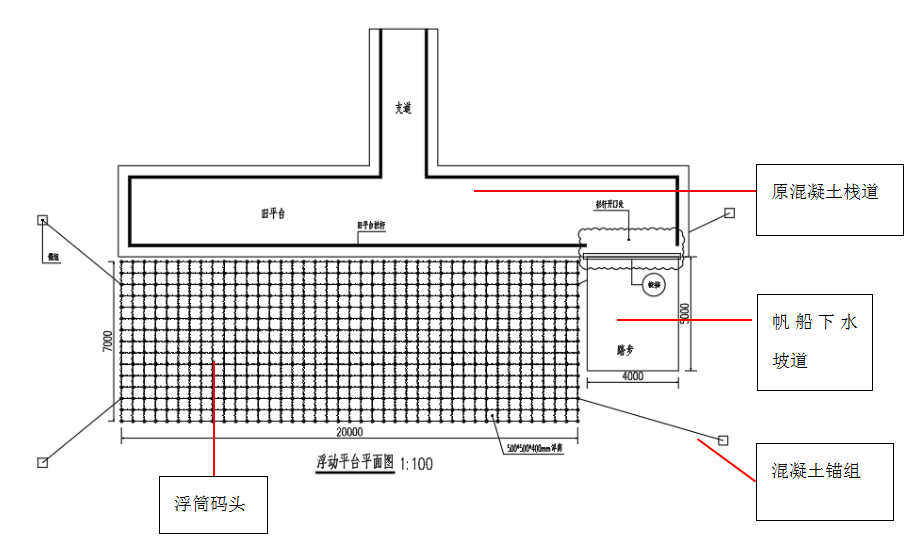 支道
原混凝土栈道
栏杆开口处
旧平台
旧平台栏杆
锚组
铰接
帆船下水
坡道
5000
7000
踏步
4000
20000
500*500*400mm浮筒
浮动平台平面图 1:100
混凝土锚组
浮筒码头